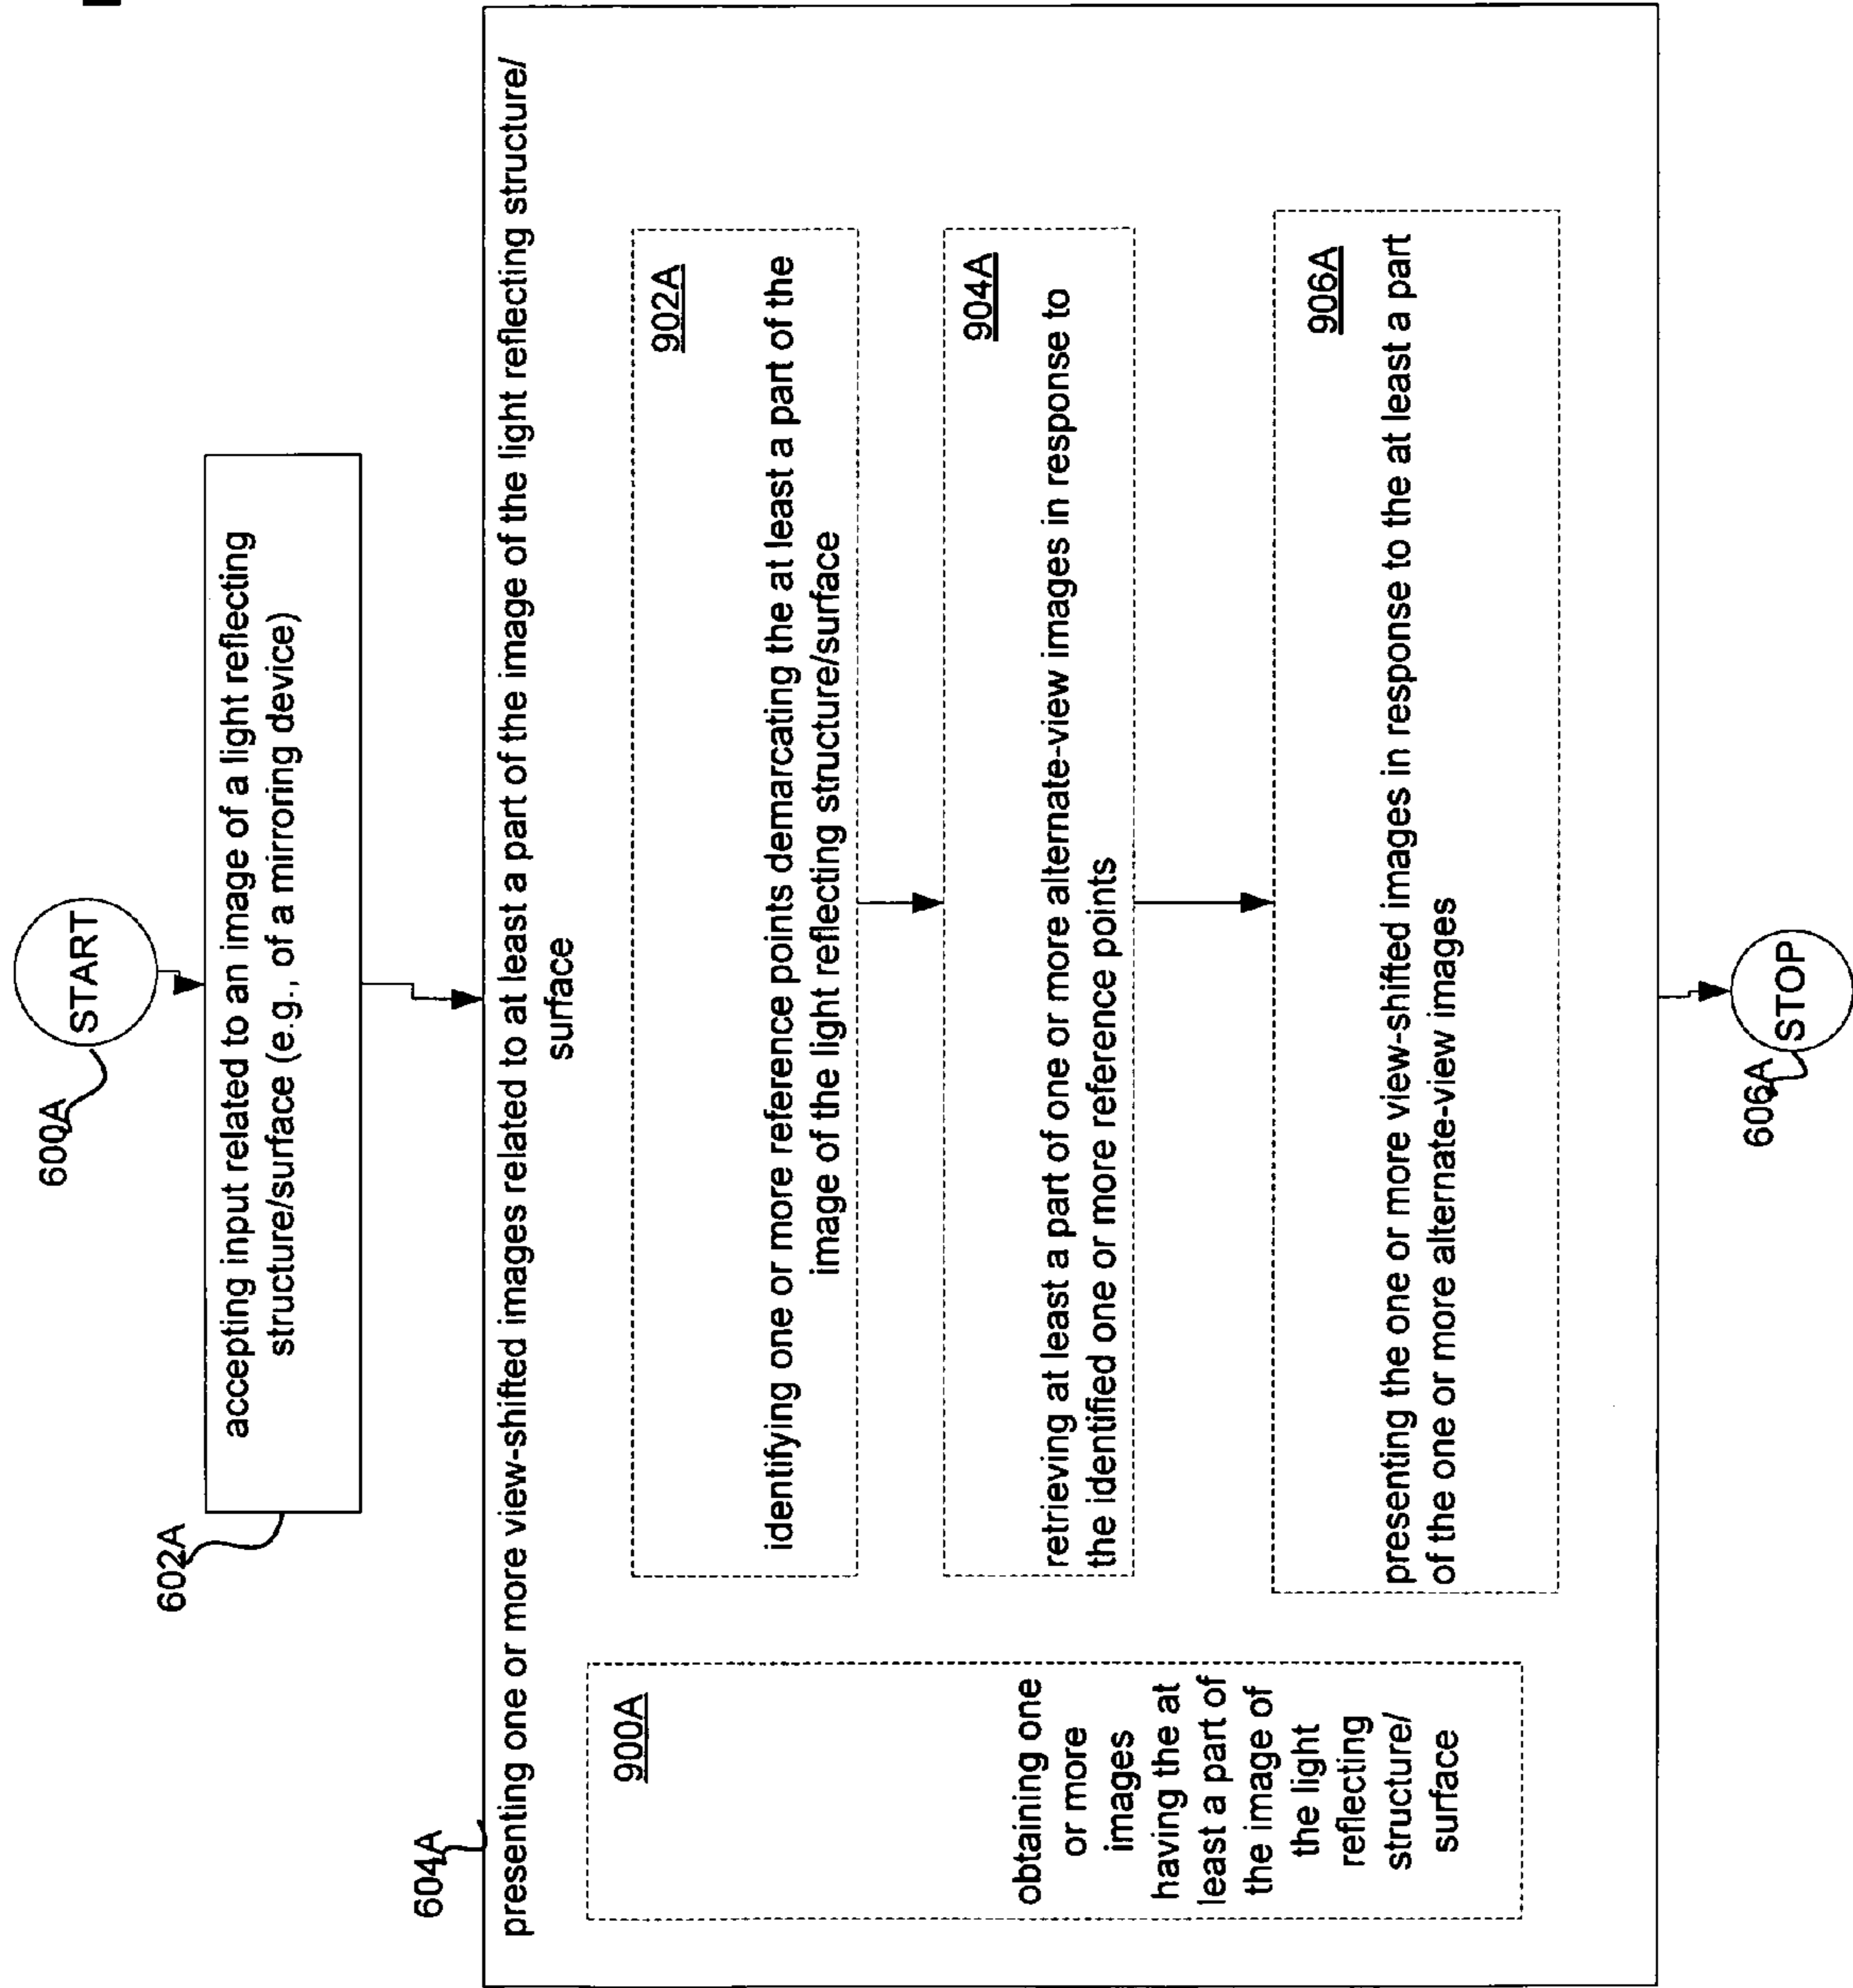 600A
START
602A
accepting input related to an image of a light reflecting
structure/surface (e.g., of a mirroring device)
604A
presenting one or more view-shifted images related to at least a part of the image of the light reflecting structure/
surface
900A
obtaining one
or more
images
having the at
least a part of
the image of
the light
reflecting
structure/
surface
902A
identifying one or more reference points demarcating the at least a part of the
image of the light reflecting structure/surface
904A
retrieving at least a part of one or more alternate-view images in response to
the identified one or more reference points
906A
presenting the one or more view-shifted images in response to the at least a part
of the one or more alternate-view images
606A
STOP